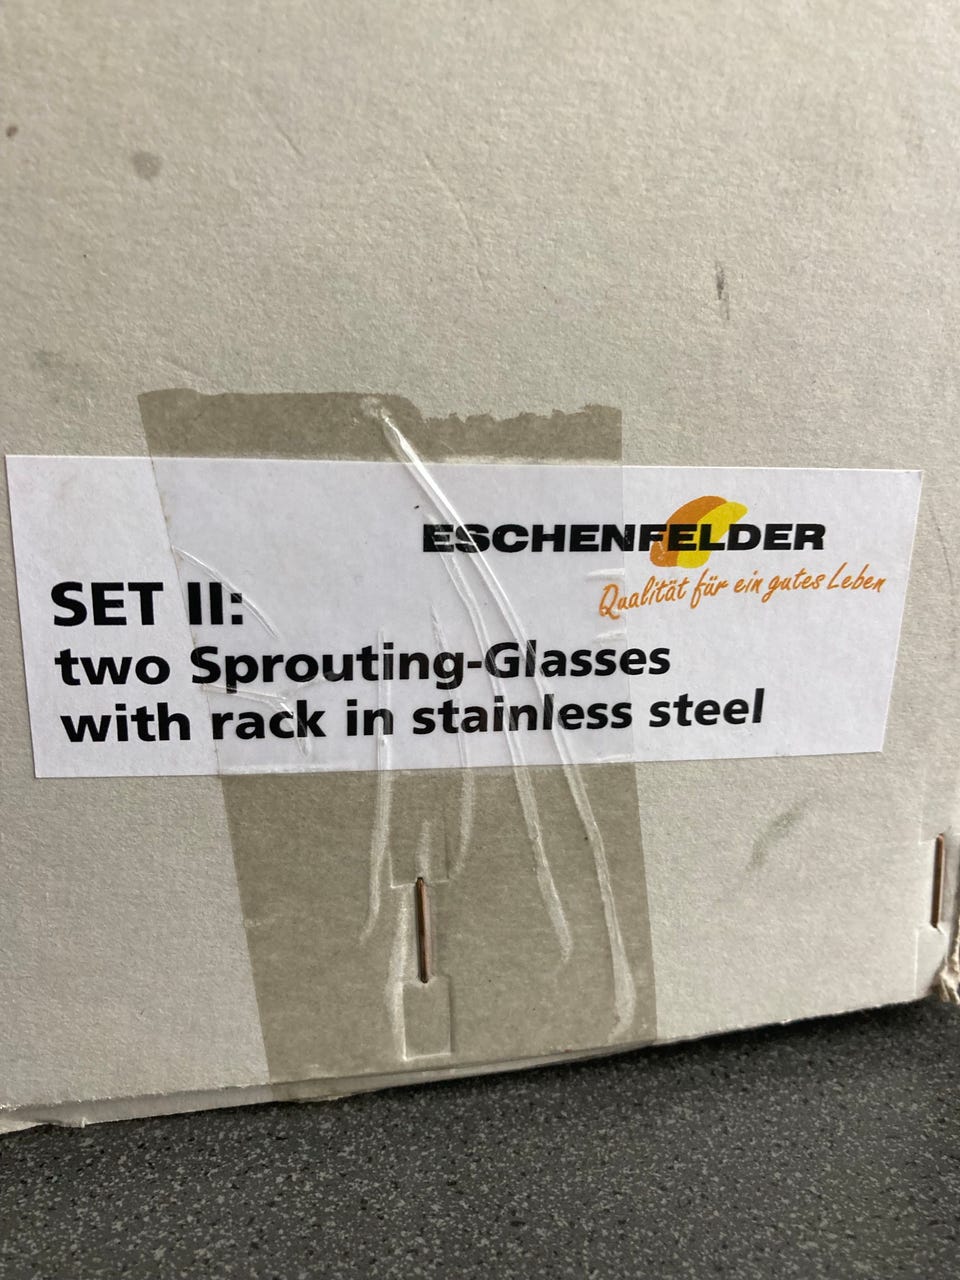 ESCHENFELDER
Qualität für ein gutes Leben
SET II:
two Sprouting-Glasses
with rack in stainless steel